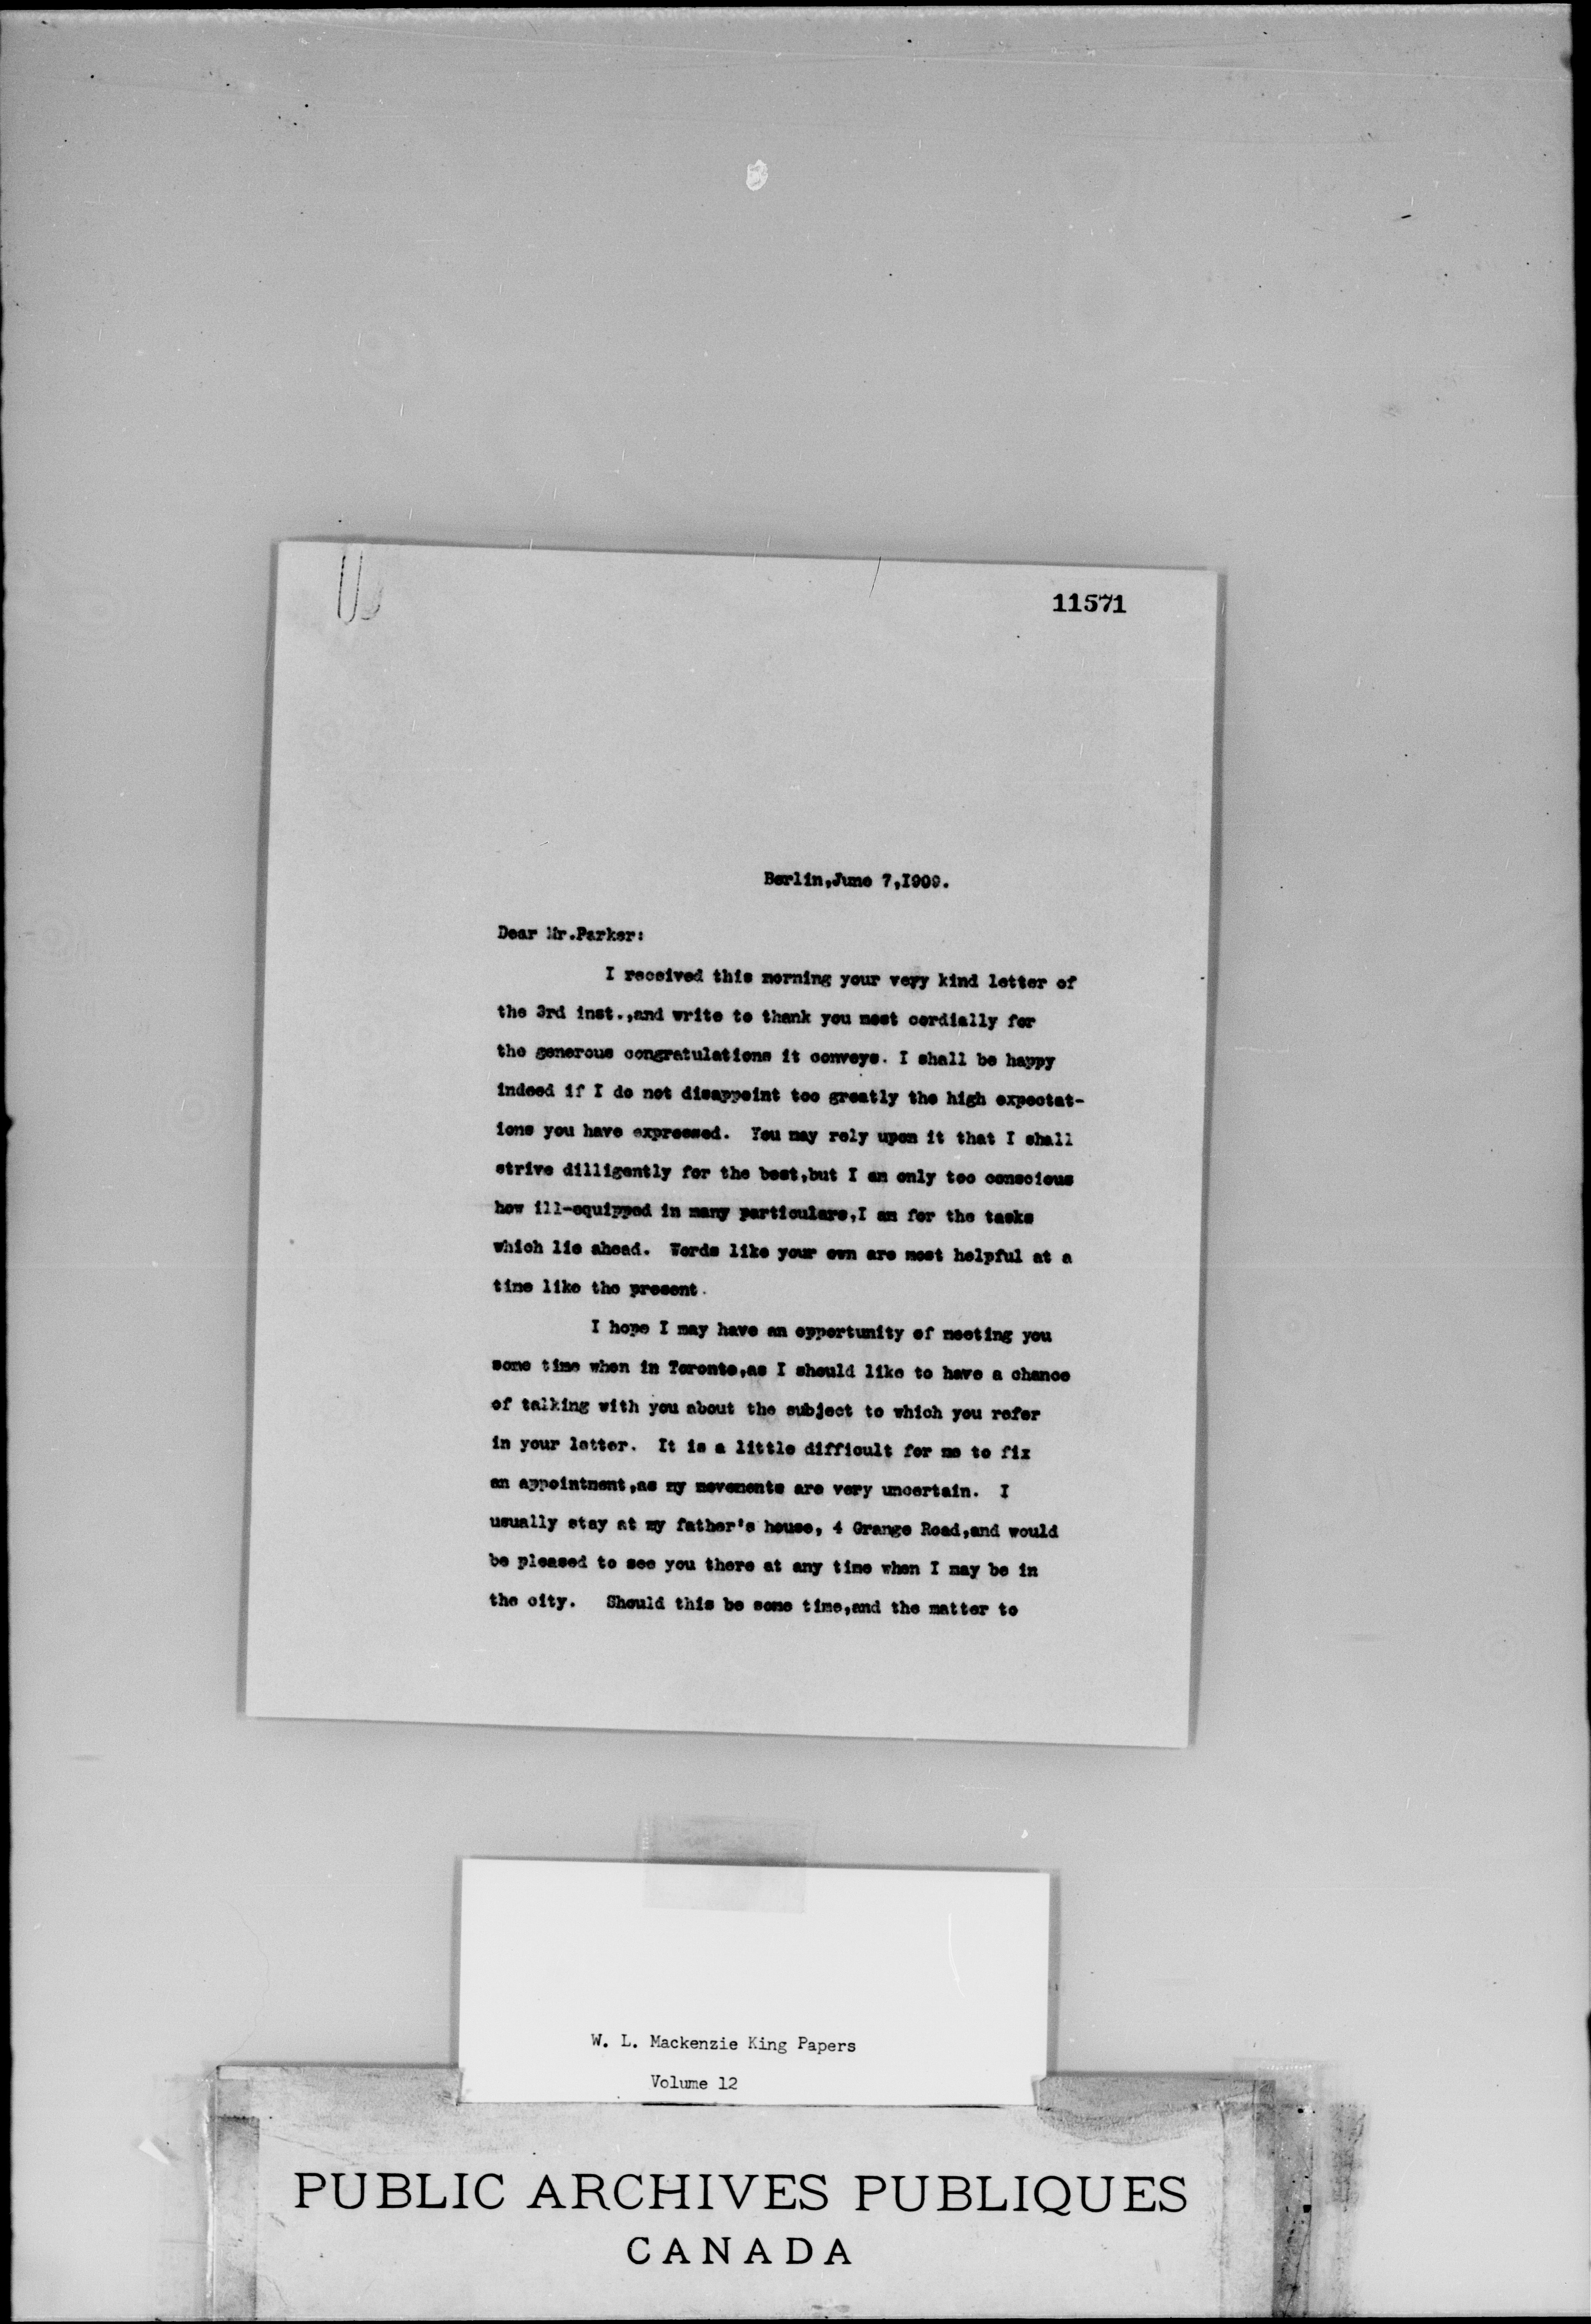 11571
Berlin,June 7,I909.
Dear Mr.Parker:
I received this morning your veyy kind letter of
the 3rd inst.,and write to thank you most cordially for
the generous congratulations it conveys. I shall be happy
indeed if I do not disappoint too greatly the high expectat-
ions you have expressed. You may rely upon it that I shall
strive dilligently for the best,but I am only too conscious
how ill-equipped in many particulars,I am for the tasks
which lie ahead. Words like your own are most helpful at a
time like the present.
I hope I may have an opportunity of meeting you
some time when in Toronto,as I should like to have a chance
of talking with you about the subject to which you refer
in your letter. It is a little difficult for me to fix
an appointment,as my movements are very uncertain. I
usually stay at my father's house, 4 Grange Road,and would
be pleased to see you there at any time when I may be in
the city. Should this be some time,and the matter to
W. L. Mackenzie King Papers
Volume 12
PUBLIC ARCHIVES PUBLIQUES
CANADA